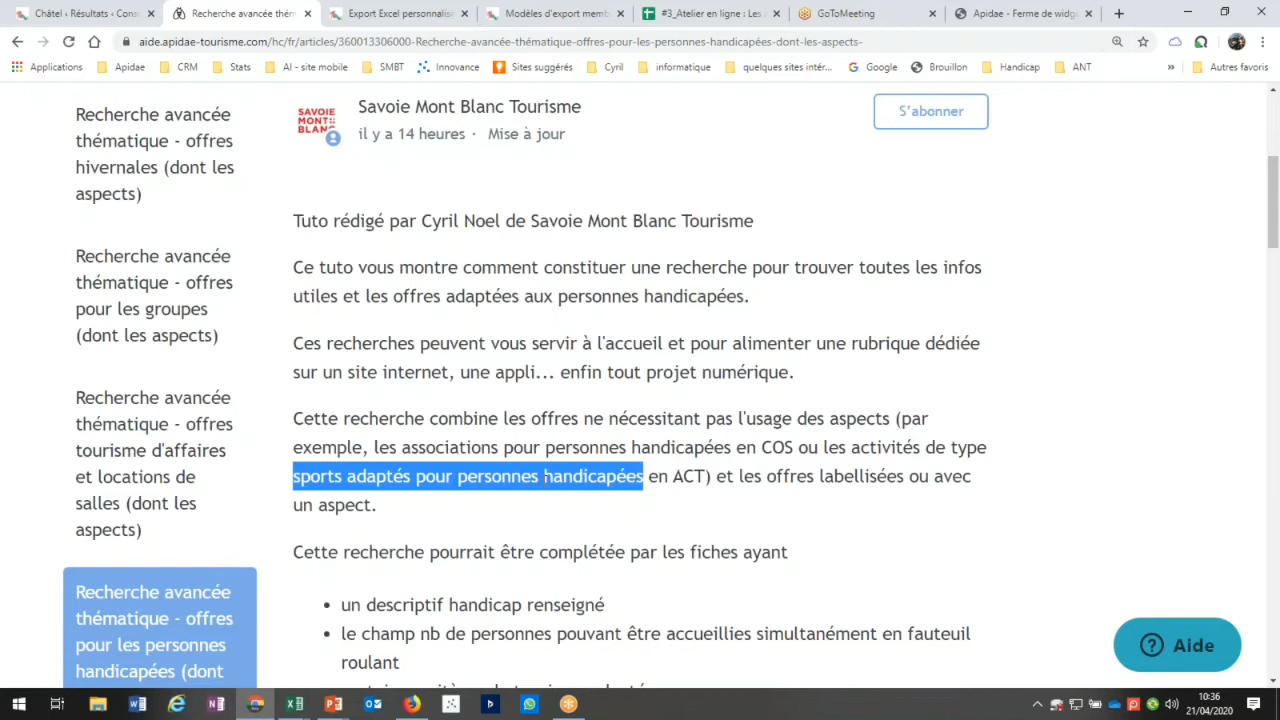 Châtel ‹ Résultats ‹ Cons
Recherche avancée thém
Export Excel personnalisé
Modèles d'export memb
#3_Atelier en ligne : Les
GoToMeeting
Apidae - Ferme de widg
aide.apidae-tourisme.com/hc/fr/articles/360013306000-Recherche-avancée-thématique-offres-pour-les-personnes-handicapées-dont-les-aspects-
Applications
Apidae
CRM
Stats
AI - site mobile
SMBT
Innovance
Sites suggérés
Cyril
informatique
quelques sites intér...
Google
Brouillon
Handicap
ANT
»
Autres favoris
Recherche avancée
thématique - offres
hivernales (dont les
aspects)
Recherche avancée
thématique - offres
pour les groupes
(dont les aspects)
Recherche avancée
thématique - offres
tourisme d'affaires
et locations de
salles (dont les
aspects)
Recherche avancée
thématique - offres
pour les personnes
handicapées (dont
SAVOIE
MONT
BLANC
Savoie Mont Blanc Tourisme
il y a 14 heures · Mise à jour
S'abonner
Tuto rédigé par Cyril Noel de Savoie Mont Blanc Tourisme
Ce tuto vous montre comment constituer une recherche pour trouver toutes les infos
utiles et les offres adaptées aux personnes handicapées.
Ces recherches peuvent vous servir à l'accueil et pour alimenter une rubrique dédiée
sur un site internet, une appli... enfin tout projet numérique.
Cette recherche combine les offres ne nécessitant pas l'usage des aspects (par
exemple, les associations pour personnes handicapées en COS ou les activités de type
sports adaptés pour personnes handicapées en ACT) et les offres labellisées ou avec
un aspect.
Cette recherche pourrait être complétée par les fiches ayant
• un descriptif handicap renseigné
• le champ nb de personnes pouvant être accueillies simultanément en fauteuil
roulant
Aide
10:36
21/04/2020